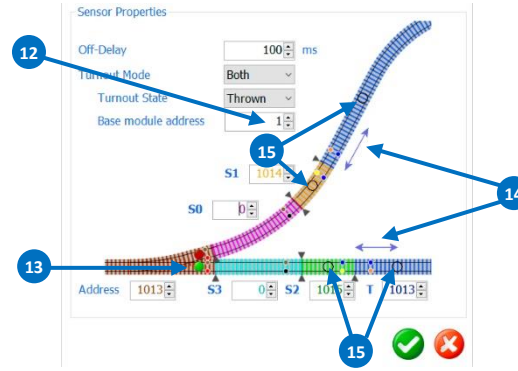 Sensor Properties
12
Off-Delay 100 ms
Turnout Mode Both
Turnout State Thrown
Base module address 1
15
S1 1014
14
S0 0
13
Address 1013 S3 0 S2 1015 T 1013
15